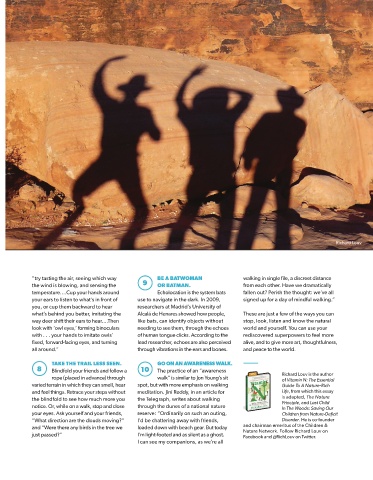 Richard Louv
"try tasting the air, seeing which way
the wind is blowing, and sensing the
temperature....Cup your hands around
your ears to listen to what's in front of
you, or cup them backward to hear
what's behind you better, imitating the
way deer shift their ears to hear. ...Then
look with 'owl eyes,' forming binoculars
with . . . your hands to imitate owls'
fixed, forward-facing eyes, and turning
all around."
8 TAKE THE TRAIL LESS SEEN.
Blindfold your friends and follow a
rope (placed in advance) through
varied terrain in which they can smell, hear
and feel things. Retrace your steps without
the blindfold to see how much more you
notice. Or, while on a walk, stop and close
your eyes. Ask yourself and your friends,
"What direction are the clouds moving?"
and "Were there any birds in the tree we
just passed?"
9 BE A BATWOMAN
OR BATMAN.
Echolocation is the system bats
use to navigate in the dark. In 2009,
researchers at Madrid's University of
Alcalá de Henares showed how people,
like bats, can identify objects without
needing to see them, through the echoes
of human tongue clicks. According to the
lead researcher, echoes are also perceived
through vibrations in the ears and bones.
10 GO ON AN AWARENESS WALK.
The practice of an "awareness
walk" is similar to Jon Young's sit
spot, but with more emphasis on walking
meditation. Jini Reddy, in an article for
the Telegraph, writes about walking
through the dunes of a national nature
reserve: "Ordinarily on such an outing,
I'd be chattering away with friends,
loaded down with beach gear. But today
I'm light-footed and as silent as a ghost.
I can see my companions, as we're all
walking in single file, a discreet distance
from each other. Have we dramatically
fallen out? Perish the thought: we've all
signed up for a day of mindful walking."
These are just a few of the ways you can
stop, look, listen and know the natural
world and yourself. You can use your
rediscovered superpowers to feel more
alive, and to give more art, thoughtfulness,
and peace to the world.
Richard Louv is the author
of Vitamin N: The Essential
Guide To A Nature-Rich
Life, from which this essay
is adapted, The Nature
Principle, and Last Child
In The Woods: Saving Our
Children from Nature-Deficit
Disorder. He is co-founder
and chairman emeritus of the Children &
Nature Network. Follow Richard Louv on
Facebook and @RichLouv on Twitter.